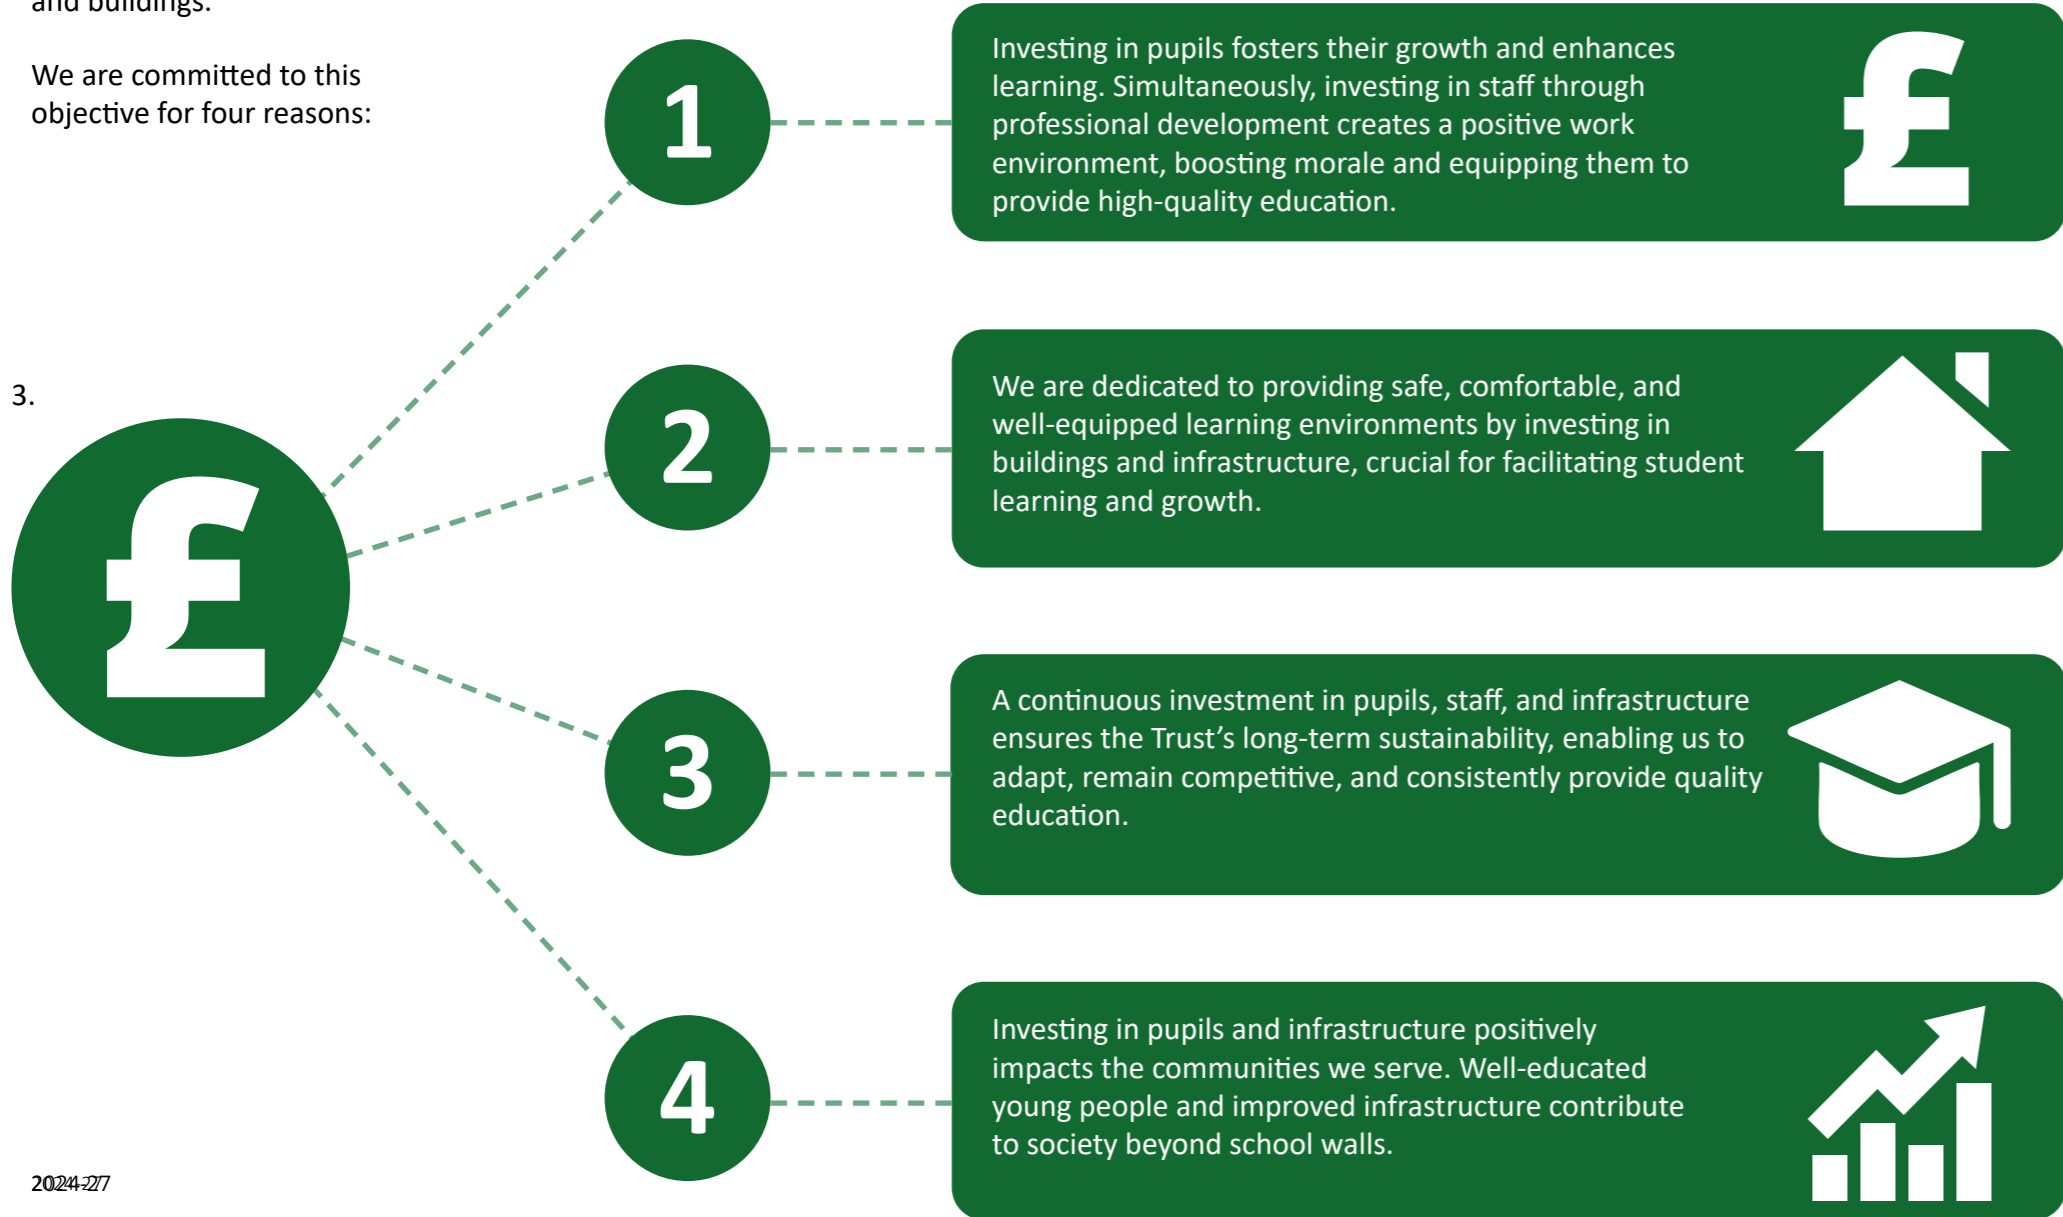 and buildings.
We are committed to this
objective for four reasons:
1
Investing in pupils fosters their growth and enhances
learning. Simultaneously, investing in staff through
professional development creates a positive work
environment, boosting morale and equipping them to
provide high-quality education.
£
2
We are dedicated to providing safe, comfortable, and
well-equipped learning environments by investing in
buildings and infrastructure, crucial for facilitating student
learning and growth.
3.
£
3
A continuous investment in pupils, staff, and infrastructure
ensures the Trust’s long-term sustainability, enabling us to
adapt, remain competitive, and consistently provide quality
education.
4
Investing in pupils and infrastructure positively
impacts the communities we serve. Well-educated
young people and improved infrastructure contribute
to society beyond school walls.
2024-27